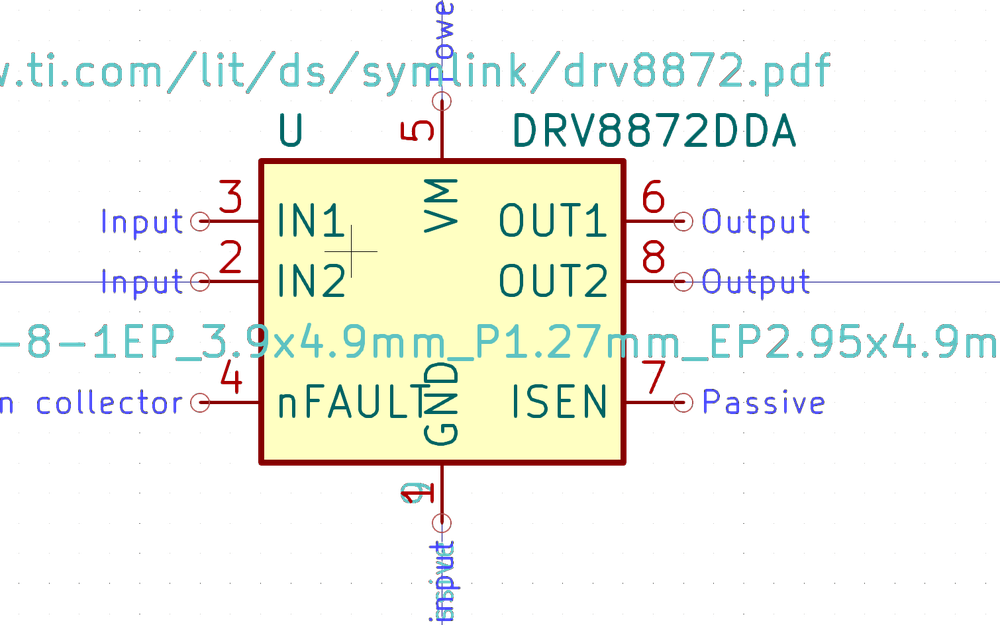 Powe
w.ti.com/lit/ds/symlink/drv8872.pdf
U 5 DRV8872DDA
3 VM 6
Input IN1 OUT1 Output
2 8
Input IN2 OUT2 Output
-8-1EP_3.9x4.9mm_P1.27mm_EP2.95x4.9m
4 7
n collector nFAULT GND ISEN Passive
1
9
input